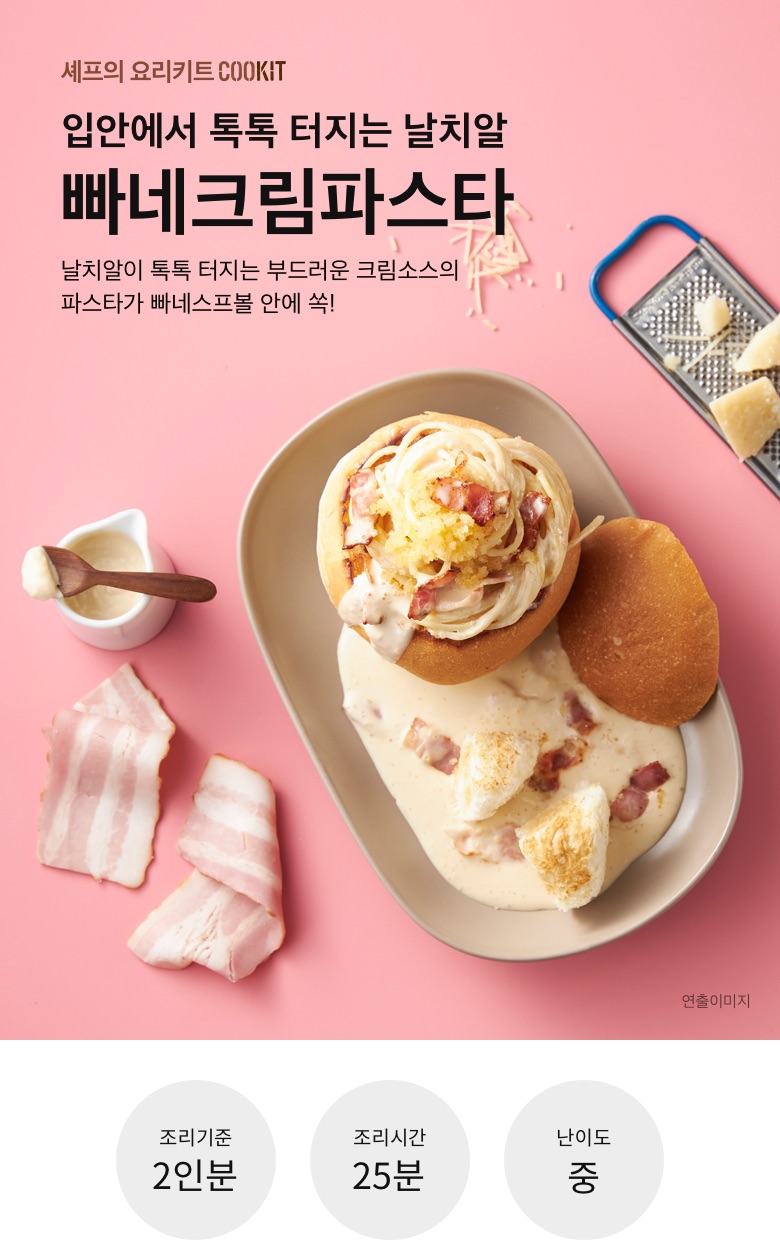 셰프의 요리키트 COOKIT
입안에서 톡톡 터지는 날치알
빠네크림파스타
날치알이 톡톡 터지는 부드러운 크림소스의
파스타가 빠네스프볼 안에 쏙!
연출이미지
조리기준
2인분
조리시간
25분
난이도
중